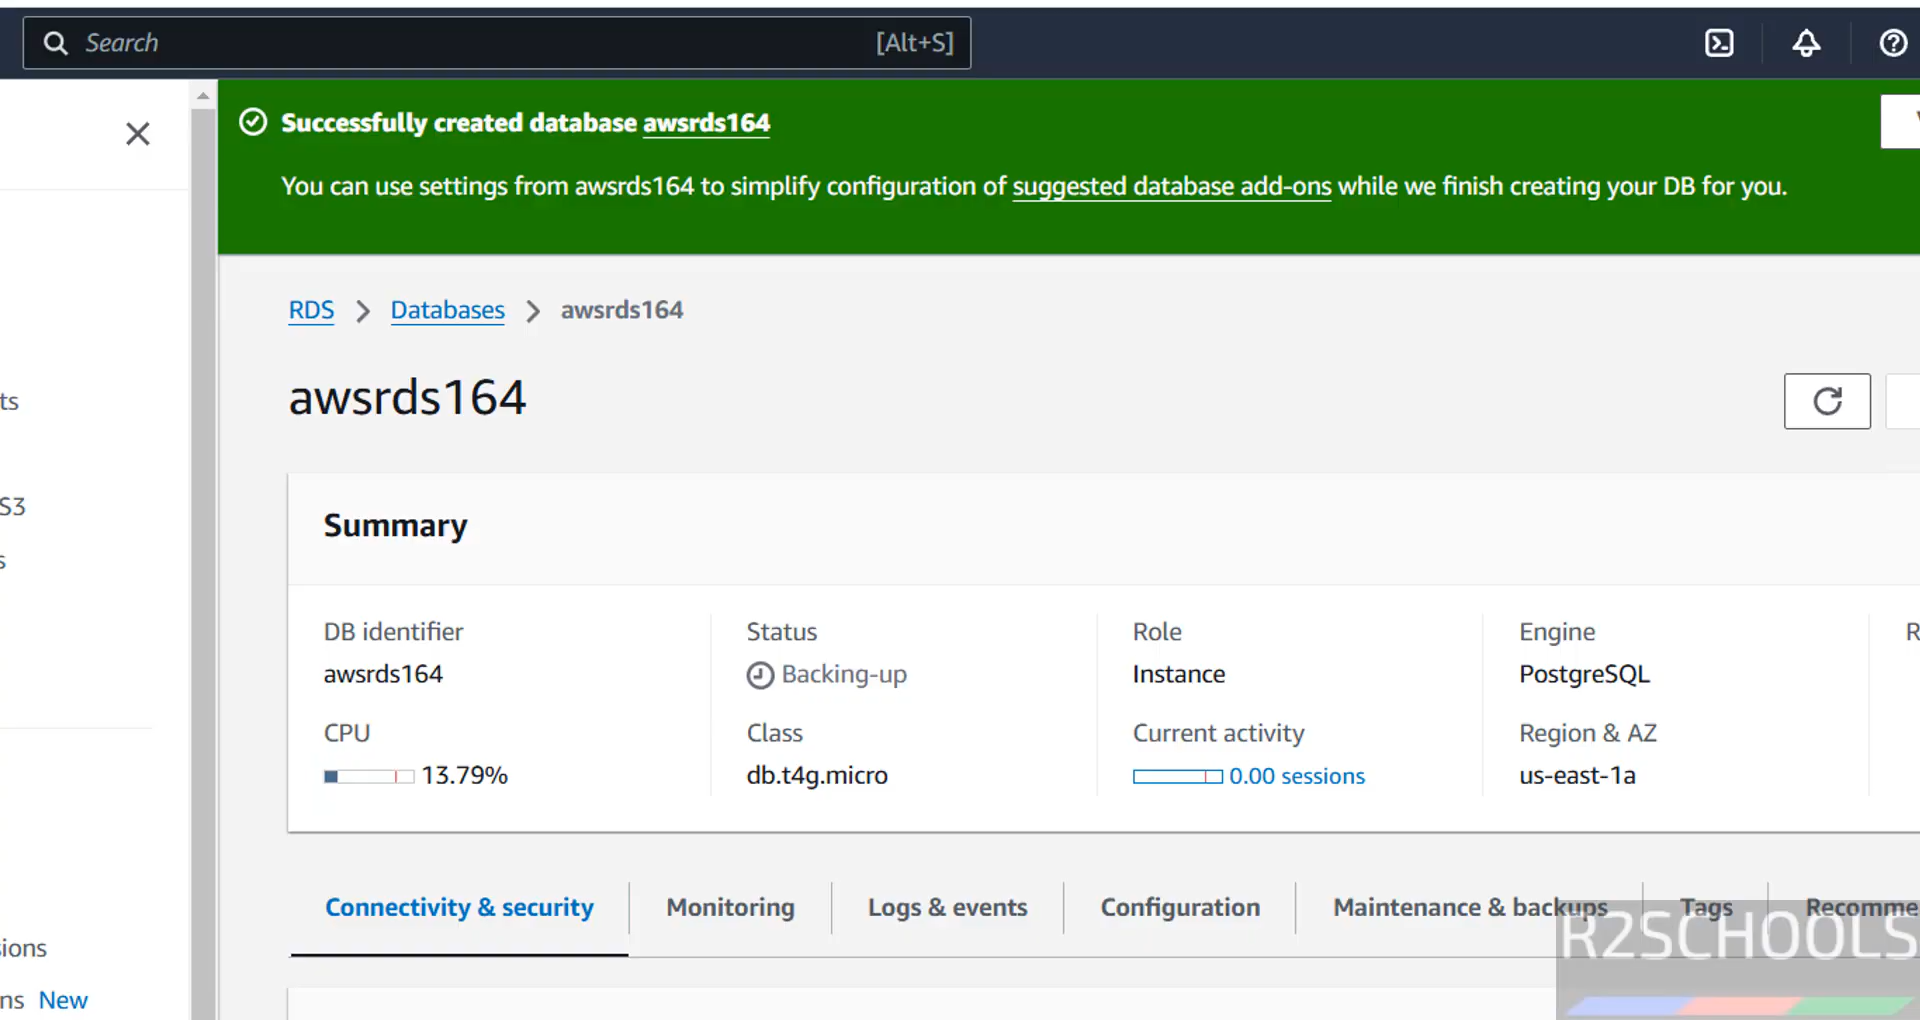 Search [Alt+S]
Successfully created database awsrds164
You can use settings from awsrds164 to simplify configuration of suggested database add-ons while we finish creating your DB for you.
RDS Databases awsrds164
awsrds164
ts
S3
s
Summary
DB identifier Status Role Engine R
awsrds164 Backing-up Instance PostgreSQL
CPU Class Current activity Region & AZ
13.79% db.t4g.micro 0.00 sessions us-east-1a
Connectivity & security Monitoring Logs & events Configuration Maintenance & backups Tags Recomme
R2SCHOOLS
ions
ns New